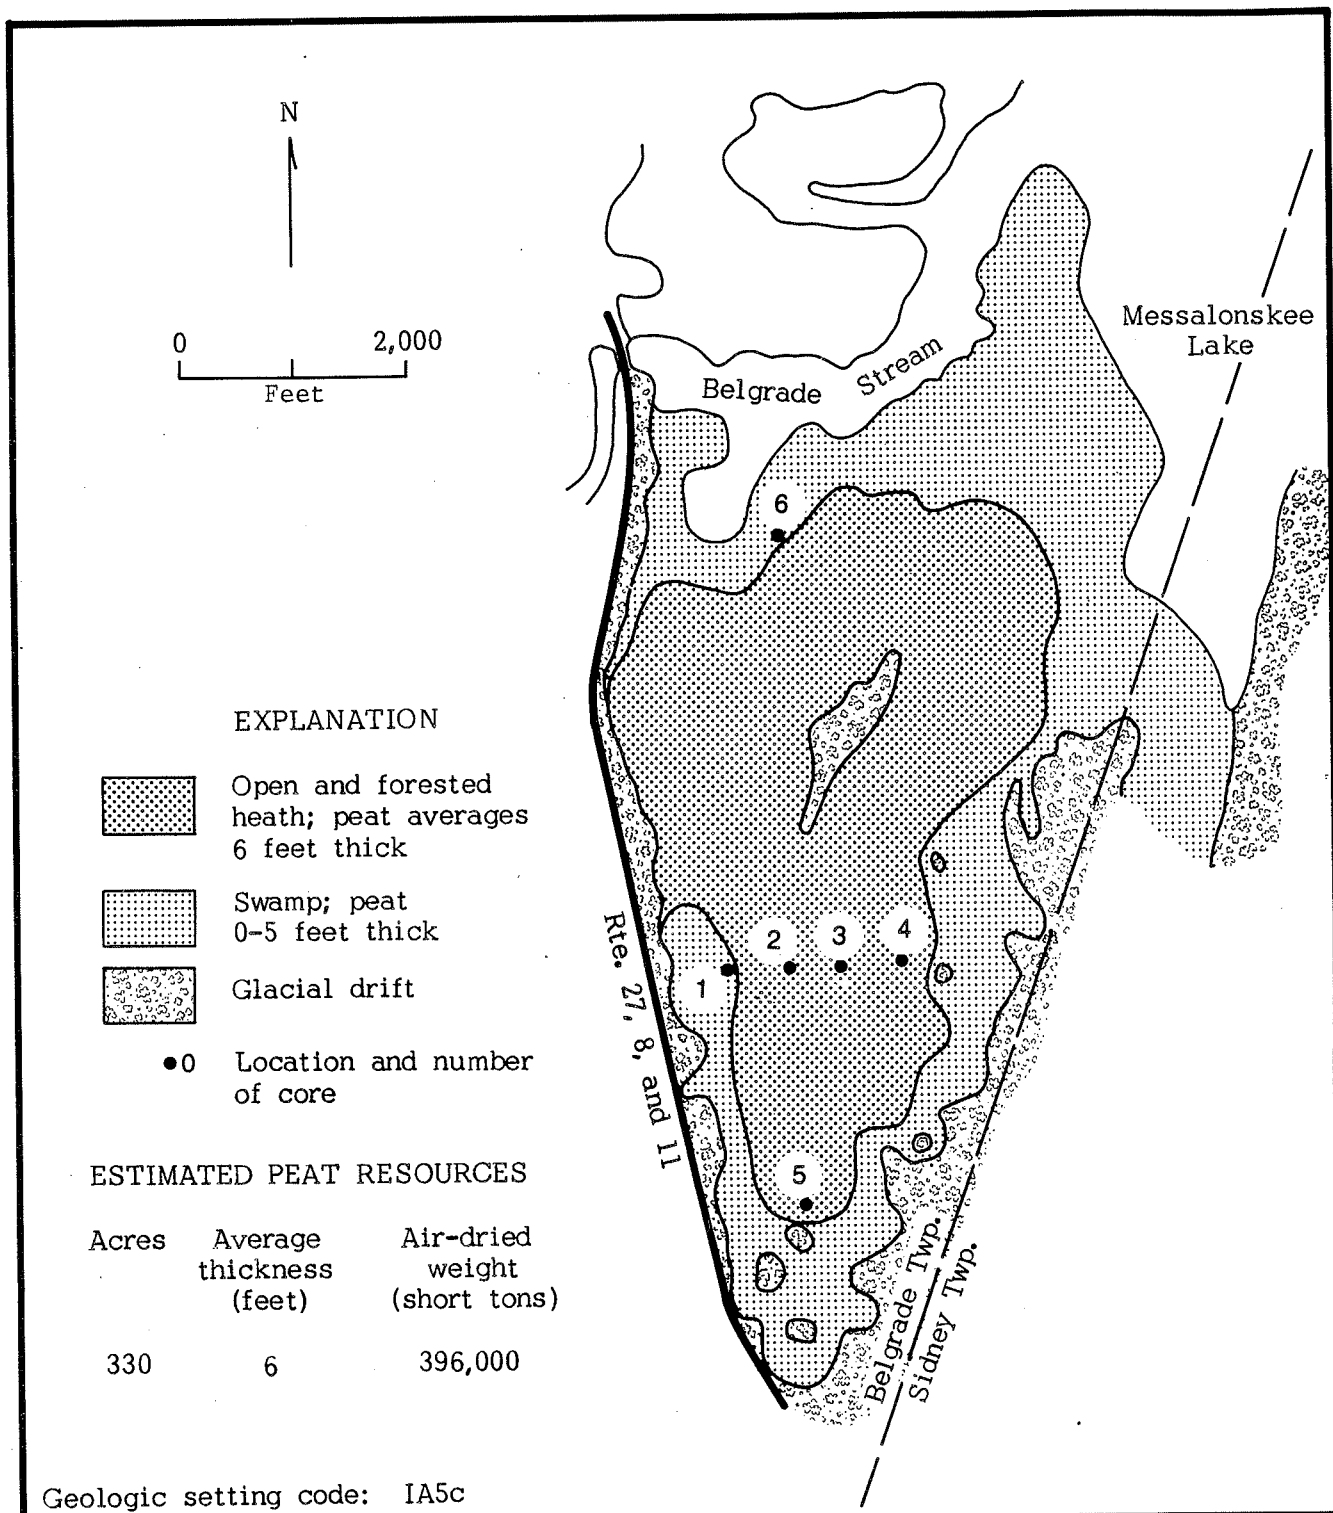 N
0 2,000
Feet
Messalonskee
Lake
Belgrade Stream
6
EXPLANATION
Open and forested
heath; peat averages
6 feet thick
Swamp; peat
0-5 feet thick
Glacial drift
0 Location and number
of core
Rte. 27, 8, and 11
1
2
3
4
5
Belgrade Twp.
Sidney Twp.
ESTIMATED PEAT RESOURCES
Acres Average Air-dried
thickness weight
(feet) (short tons)
330 6 396,000
Geologic setting code: IA5c